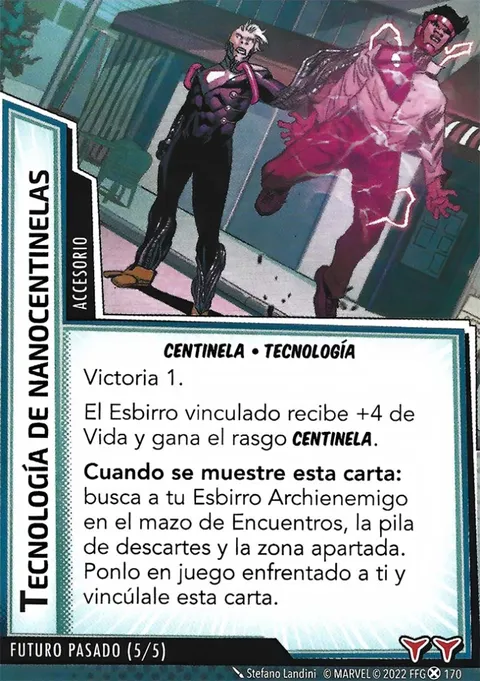 TECNOLOGÍA DE NANOCENTINELAS
ACCESORIO
CENTINELA • TECNOLOGÍA
Victoria 1.
El Esbirro vinculado recibe +4 de
Vida y gana el rasgo CENTINELA.
Cuando se muestre esta carta:
busca a tu Esbirro Archienemigo
en el mazo de Encuentros, la pila
de descartes y la zona apartada.
Ponlo en juego enfrentado a ti y
vincúlale esta carta.
FUTURO PASADO (5/5)
Stefano Landini © MARVEL © 2022 FFG 170